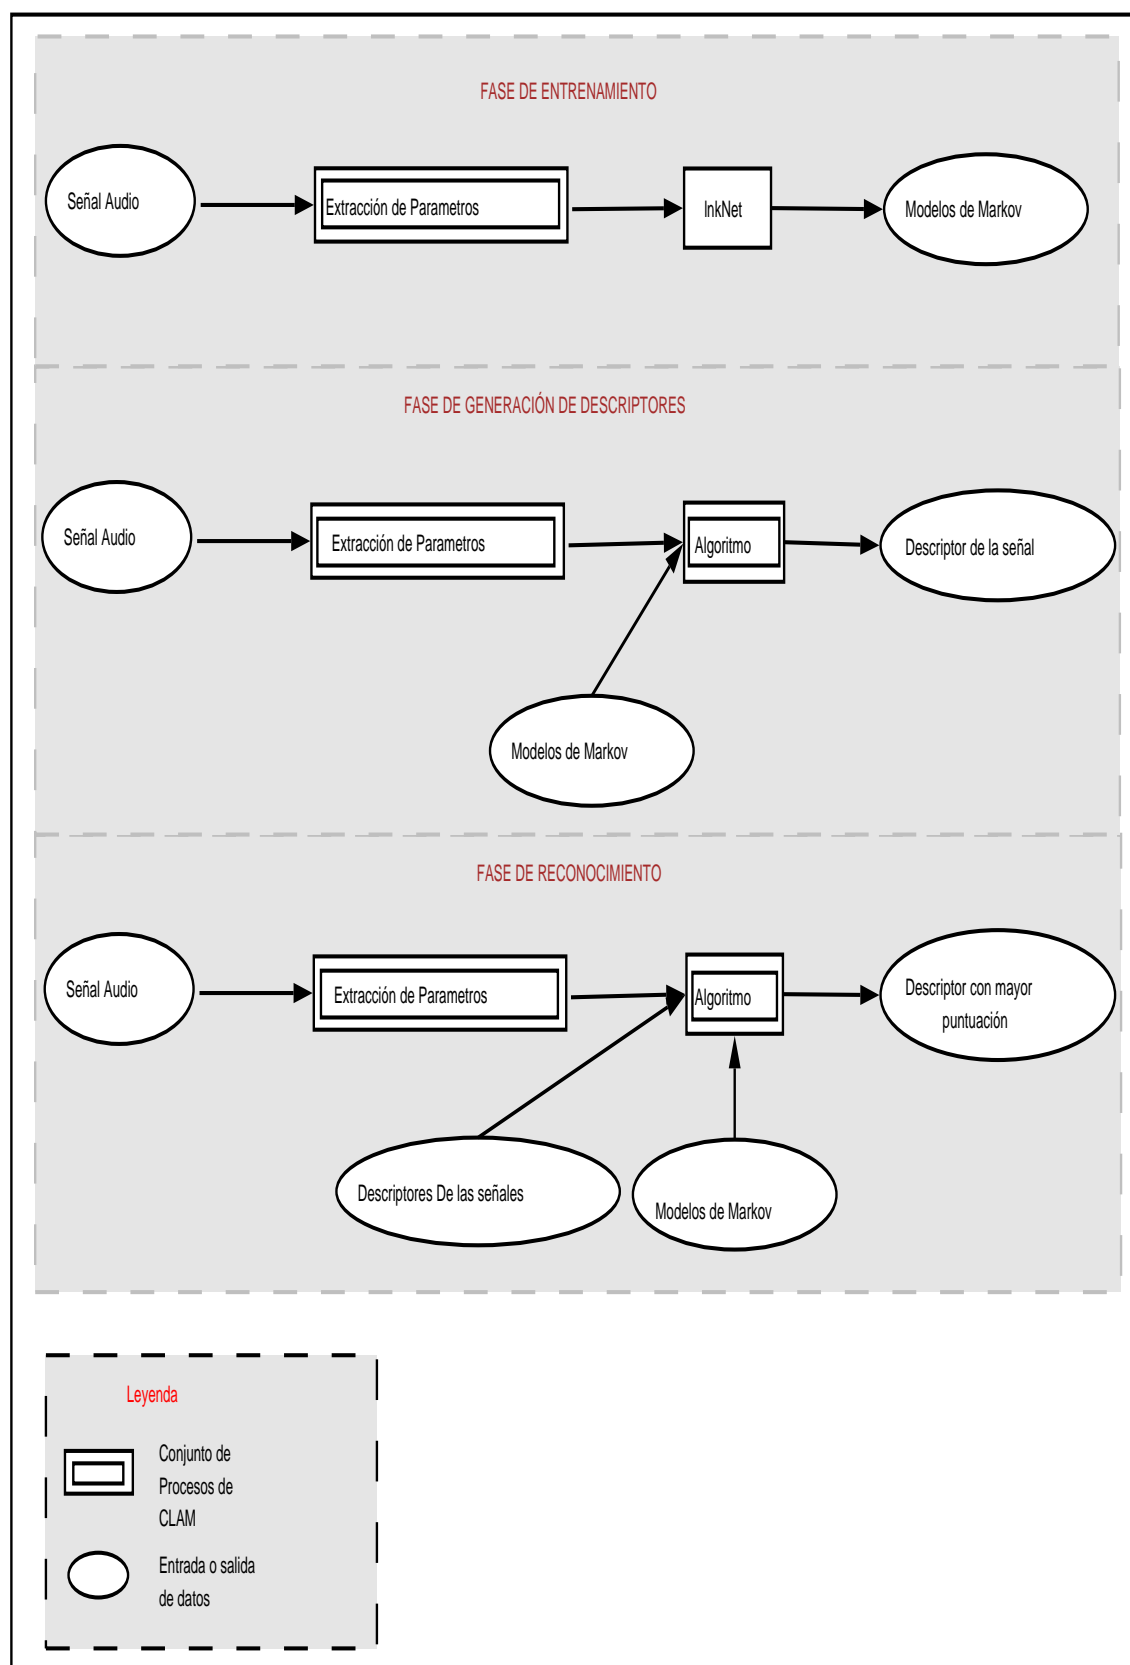 FASE DE ENTRENAMIENTO
Señal Audio
Extracción de Parametros
lnkNet
Modelos de Markov
FASE DE GENERACIÓN DE DESCRIPTORES
Señal Audio
Extracción de Parametros
Algoritmo
Descriptor de la señal
Modelos de Markov
FASE DE RECONOCIMIENTO
Señal Audio
Extracción de Parametros
Algoritmo
Descriptor con mayor
puntuación
Descriptores De las señales
Modelos de Markov
Leyenda
Conjunto de
Procesos de
CLAM
Entrada o salida
de datos